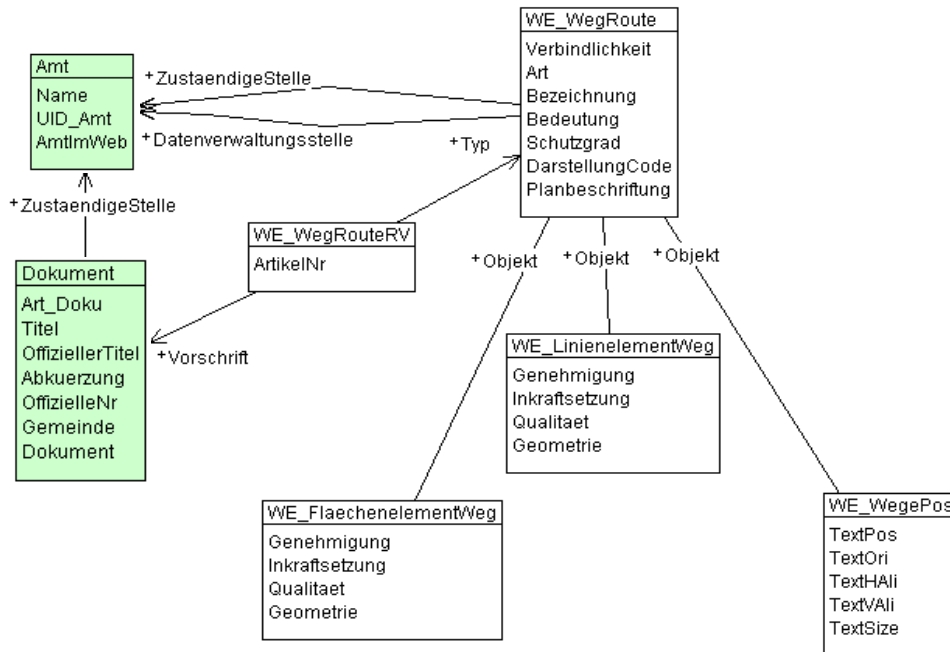 WE_WegRoute
Verbindlichkeit
Art
Bezeichnung
Bedeutung
Schutzgrad
DarstellungCode
Planbeschriftung
Amt
Name
UID_Amt
AmtImWeb
+ZustaendigeStelle
+Datenverwaltungsstelle
+Typ
+ZustaendigeStelle
WE_WegRouteRV
ArtikelNr
+Objekt
+Objekt
+Objekt
Dokument
Art_Doku
Titel
OffiziellerTitel
Abkuerzung
OffizielleNr
Gemeinde
Dokument
+Vorschrift
WE_LinienelementWeg
Genehmigung
Inkraftsetzung
Qualitaet
Geometrie
WE_FlaechenelementWeg
Genehmigung
Inkraftsetzung
Qualitaet
Geometrie
WE_WegePos
TextPos
TextOri
TextHAli
TextVAli
TextSize